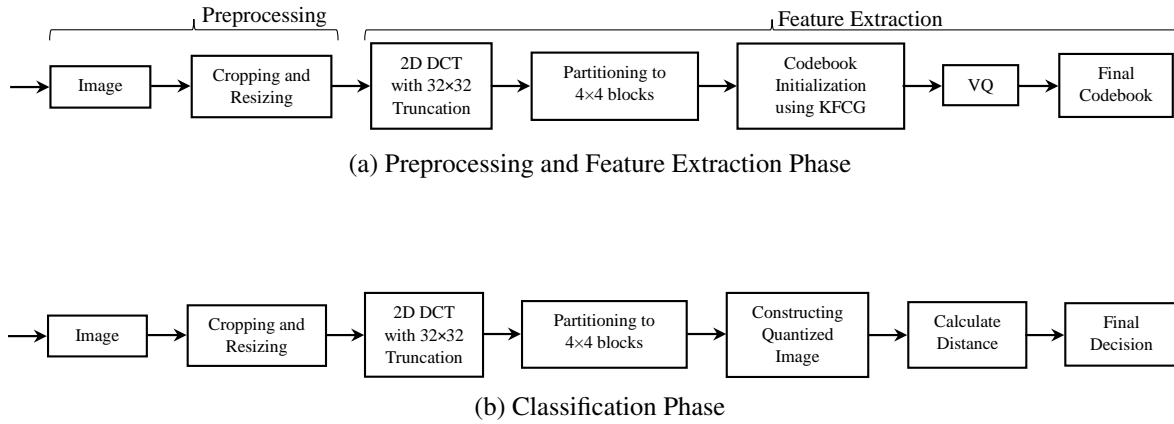 Preprocessing
Feature Extraction
Image
Cropping and
Resizing
2D DCT
with 32×32
Truncation
Partitioning to
4×4 blocks
Codebook
Initialization
using KFCG
VQ
Final
Codebook
(a) Preprocessing and Feature Extraction Phase
Image
Cropping and
Resizing
2D DCT
with 32×32
Truncation
Partitioning to
4×4 blocks
Constructing
Quantized
Image
Calculate
Distance
Final
Decision
(b) Classification Phase